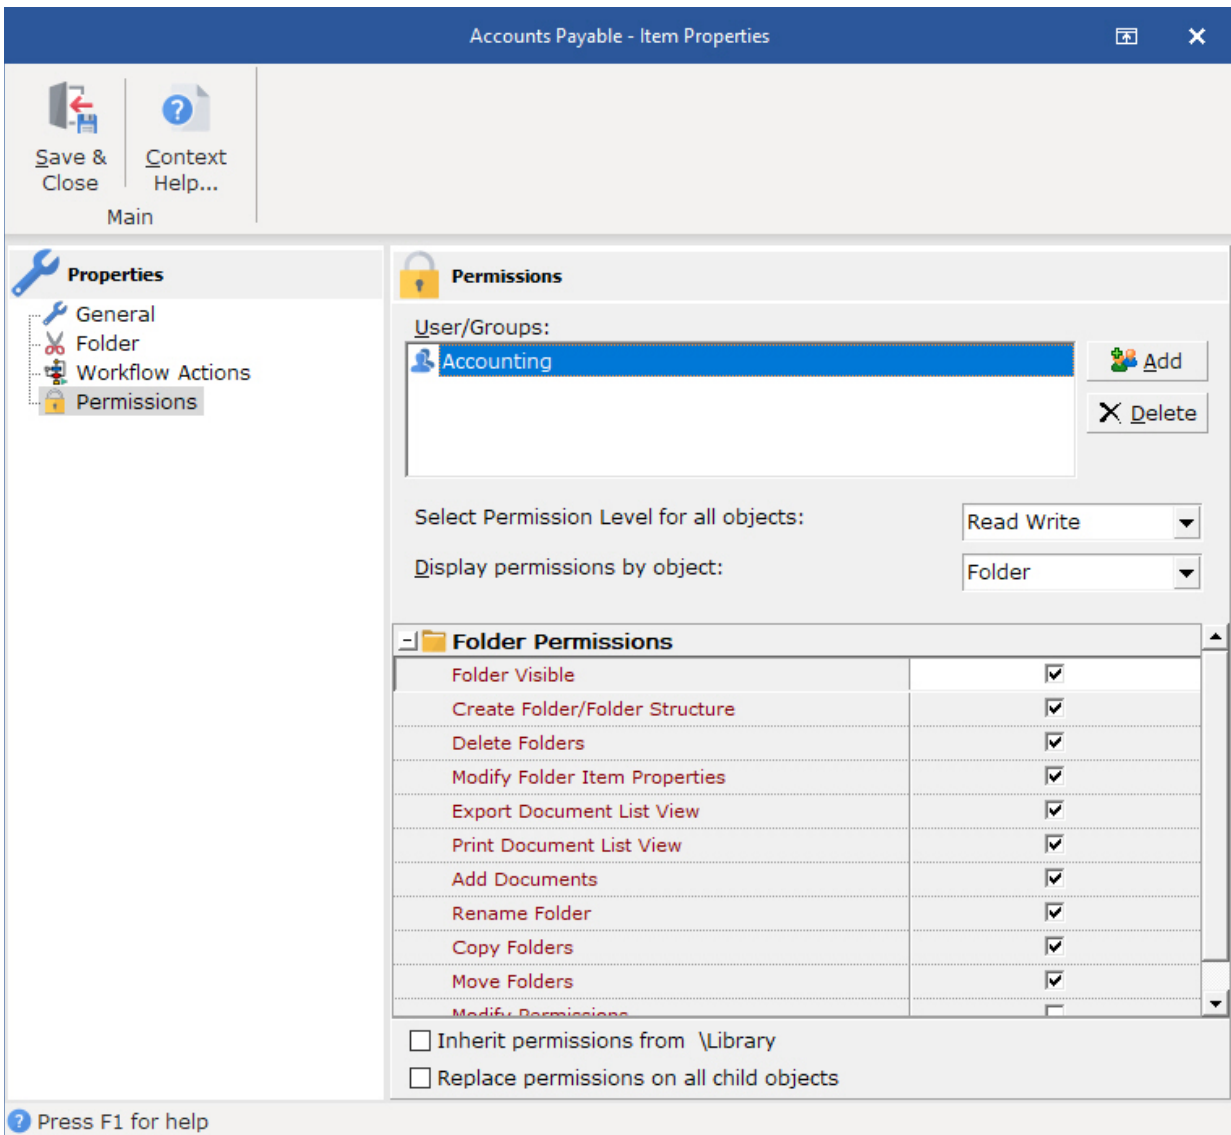 Accounts Payable - Item Properties
Save &
Close
Context
Help...
Main
Properties
General
Folder
Workflow Actions
Permissions
Permissions
User/Groups:
Accounting
Add
Delete
Select Permission Level for all objects:
Read Write
Display permissions by object:
Folder
Folder Permissions
Folder Visible
Create Folder/Folder Structure
Delete Folders
Modify Folder Item Properties
Export Document List View
Print Document List View
Add Documents
Rename Folder
Copy Folders
Move Folders
Modify Permissions
Inherit permissions from \Library
Replace permissions on all child objects
Press F1 for help